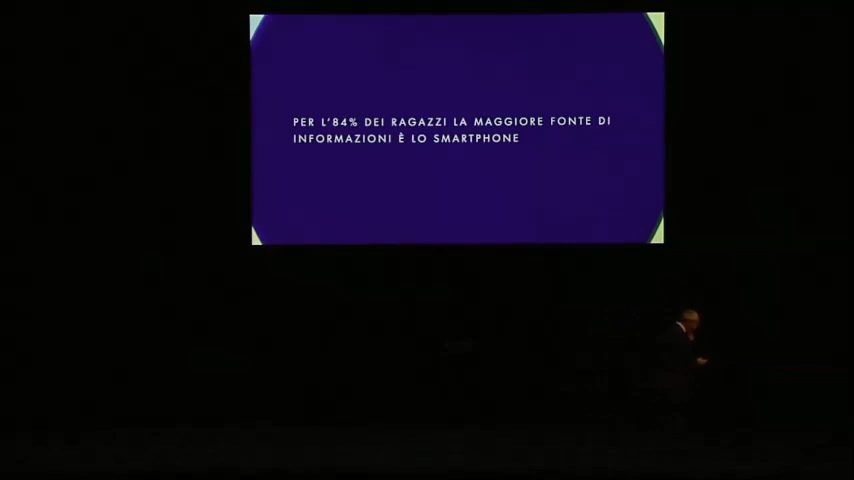 PER L'84% DEI RAGAZZI LA MAGGIORE FONTE DI
INFORMAZIONI È LO SMARTPHONE